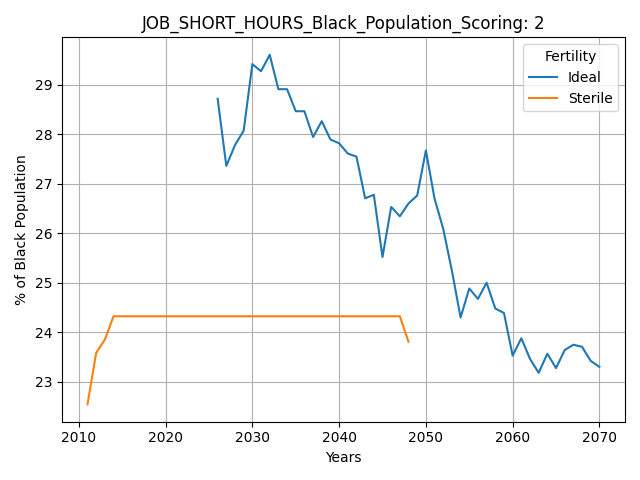 JOB_SHORT_HOURS_Black_Population_Scoring: 2
Fertility
Ideal
Sterile
% of Black Population
29
28
27
26
25
24
23
2010 2020 2030 2040 2050 2060 2070
Years